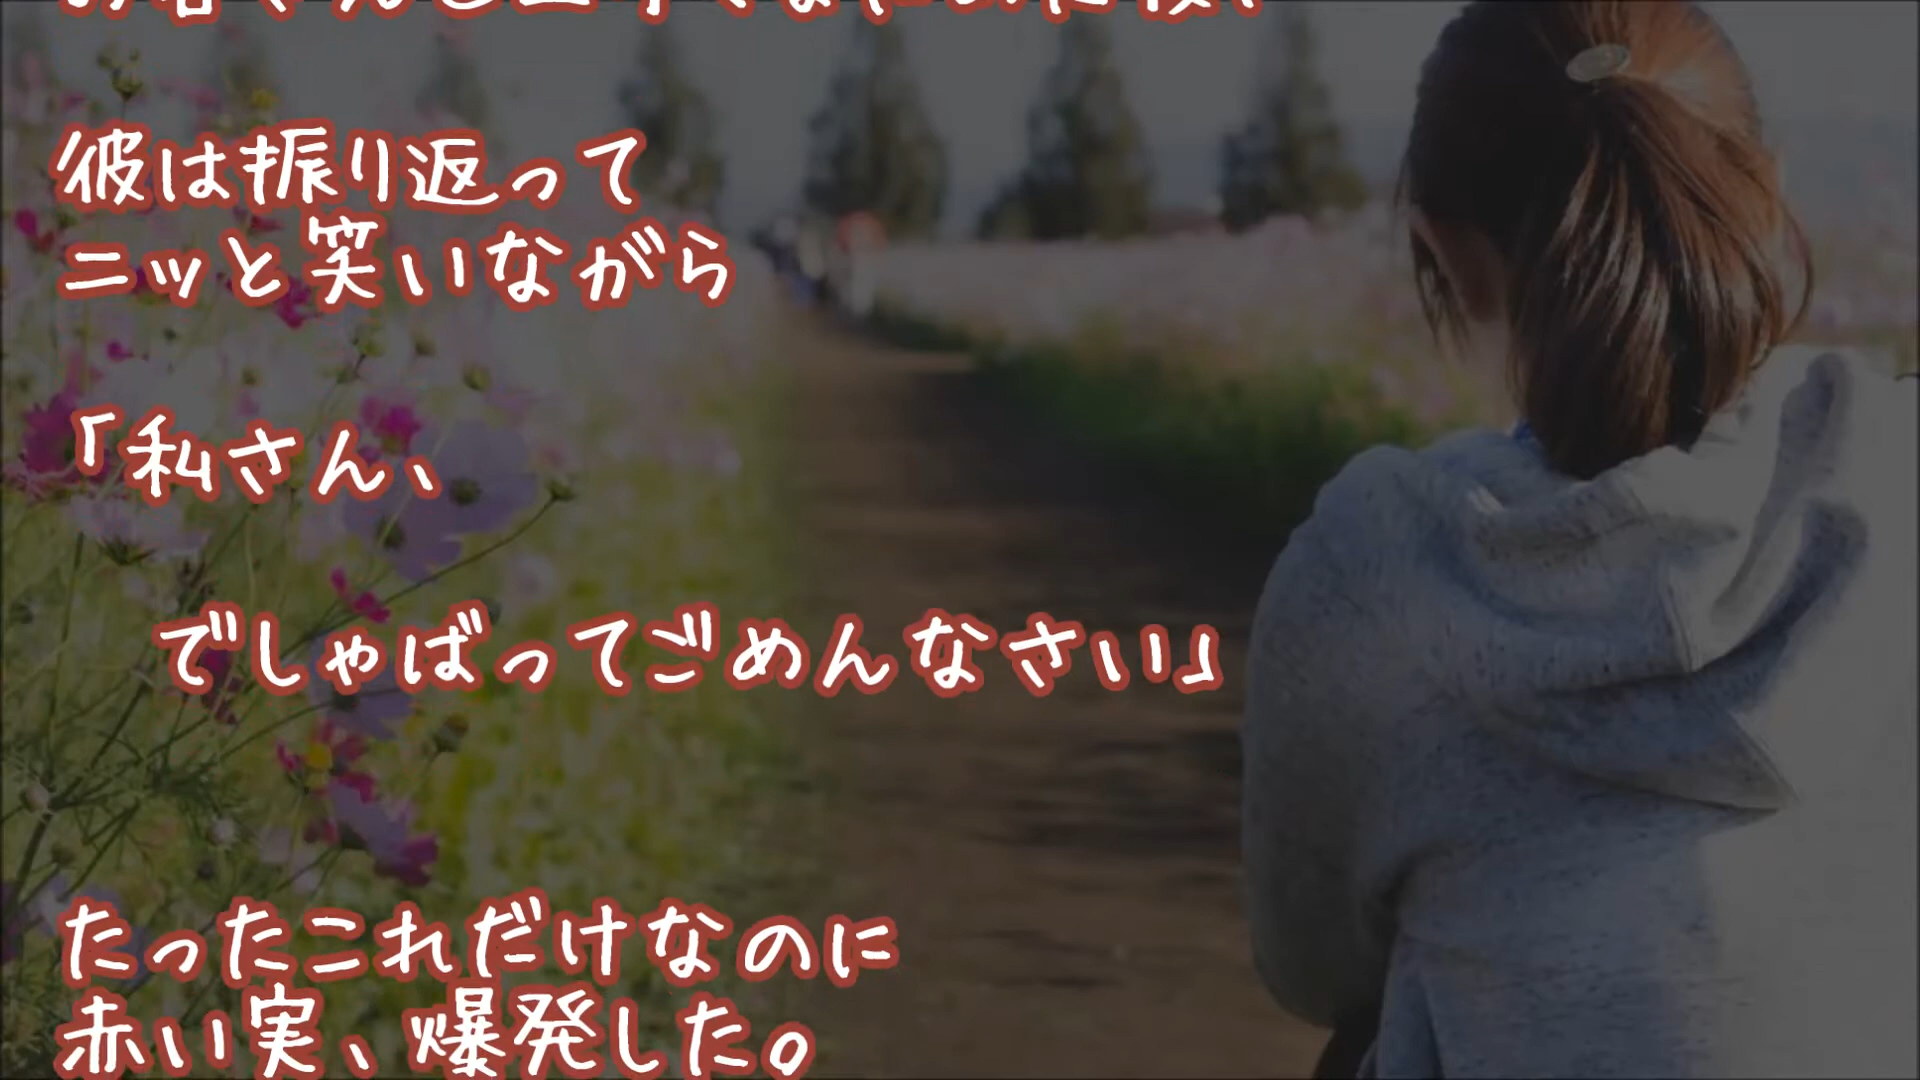 彼は振り返って
ニッと笑いながら
「私さん、
でしゃばってごめんなさい」
たったこれだけなのに
赤い実、爆発した。